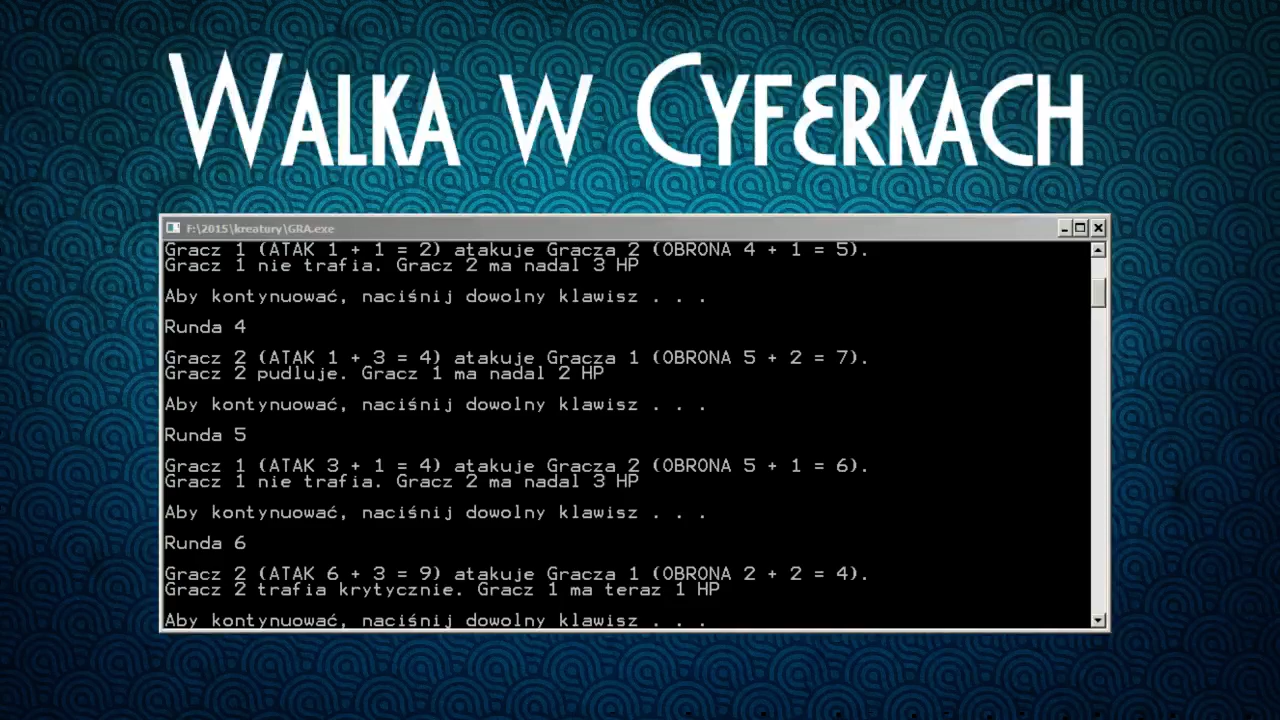 WALKA W CYFERKACH
F:\2015\kreatury\GRA.exe
Gracz 1 (ATAK 1 + 1 = 2) atakuje Gracza 2 (OBRONA 4 + 1 = 5).
Gracz 1 nie trafia. Gracz 2 ma nadal 3 HP
Aby kontynuować, naciśnij dowolny klawisz . . .
Runda 4
Gracz 2 (ATAK 1 + 3 = 4) atakuje Gracza 1 (OBRONA 5 + 2 = 7).
Gracz 2 pudluje. Gracz 1 ma nadal 2 HP
Aby kontynuować, naciśnij dowolny klawisz . . .
Runda 5
Gracz 1 (ATAK 3 + 1 = 4) atakuje Gracza 2 (OBRONA 5 + 1 = 6).
Gracz 1 nie trafia. Gracz 2 ma nadal 3 HP
Aby kontynuować, naciśnij dowolny klawisz . . .
Runda 6
Gracz 2 (ATAK 6 + 3 = 9) atakuje Gracza 1 (OBRONA 2 + 2 = 4).
Gracz 2 trafia krytycznie. Gracz 1 ma teraz 1 HP
Aby kontynuować, naciśnij dowolny klawisz . . .